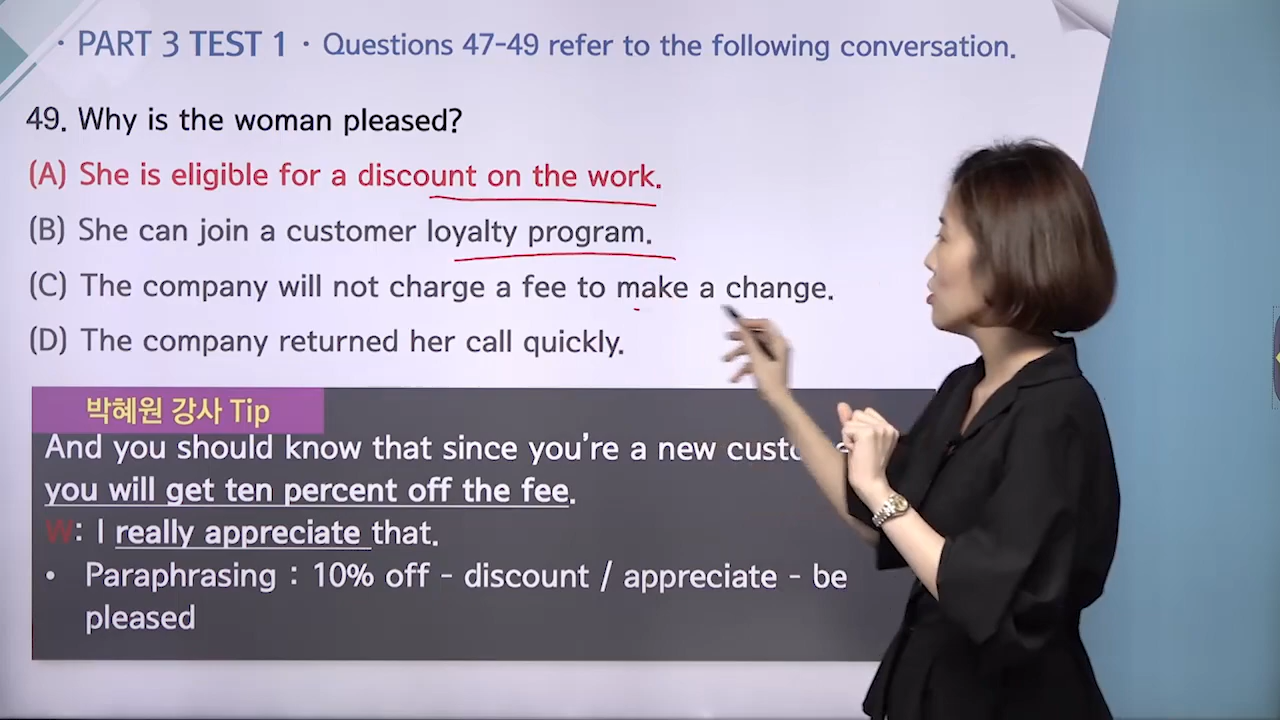 · PART 3 TEST 1 · Questions 47-49 refer to the following conversation.
49. Why is the woman pleased?
(A) She is eligible for a discount on the work.
(B) She can join a customer loyalty program.
(C) The company will not charge a fee to make a change.
(D) The company returned her call quickly.
박혜원 강사 Tip
And you should know that since you're a new
you will get ten percent off the fee.
W: I really appreciate that.
• Paraphrasing : 10% off - discount / appreciate - be
pleased